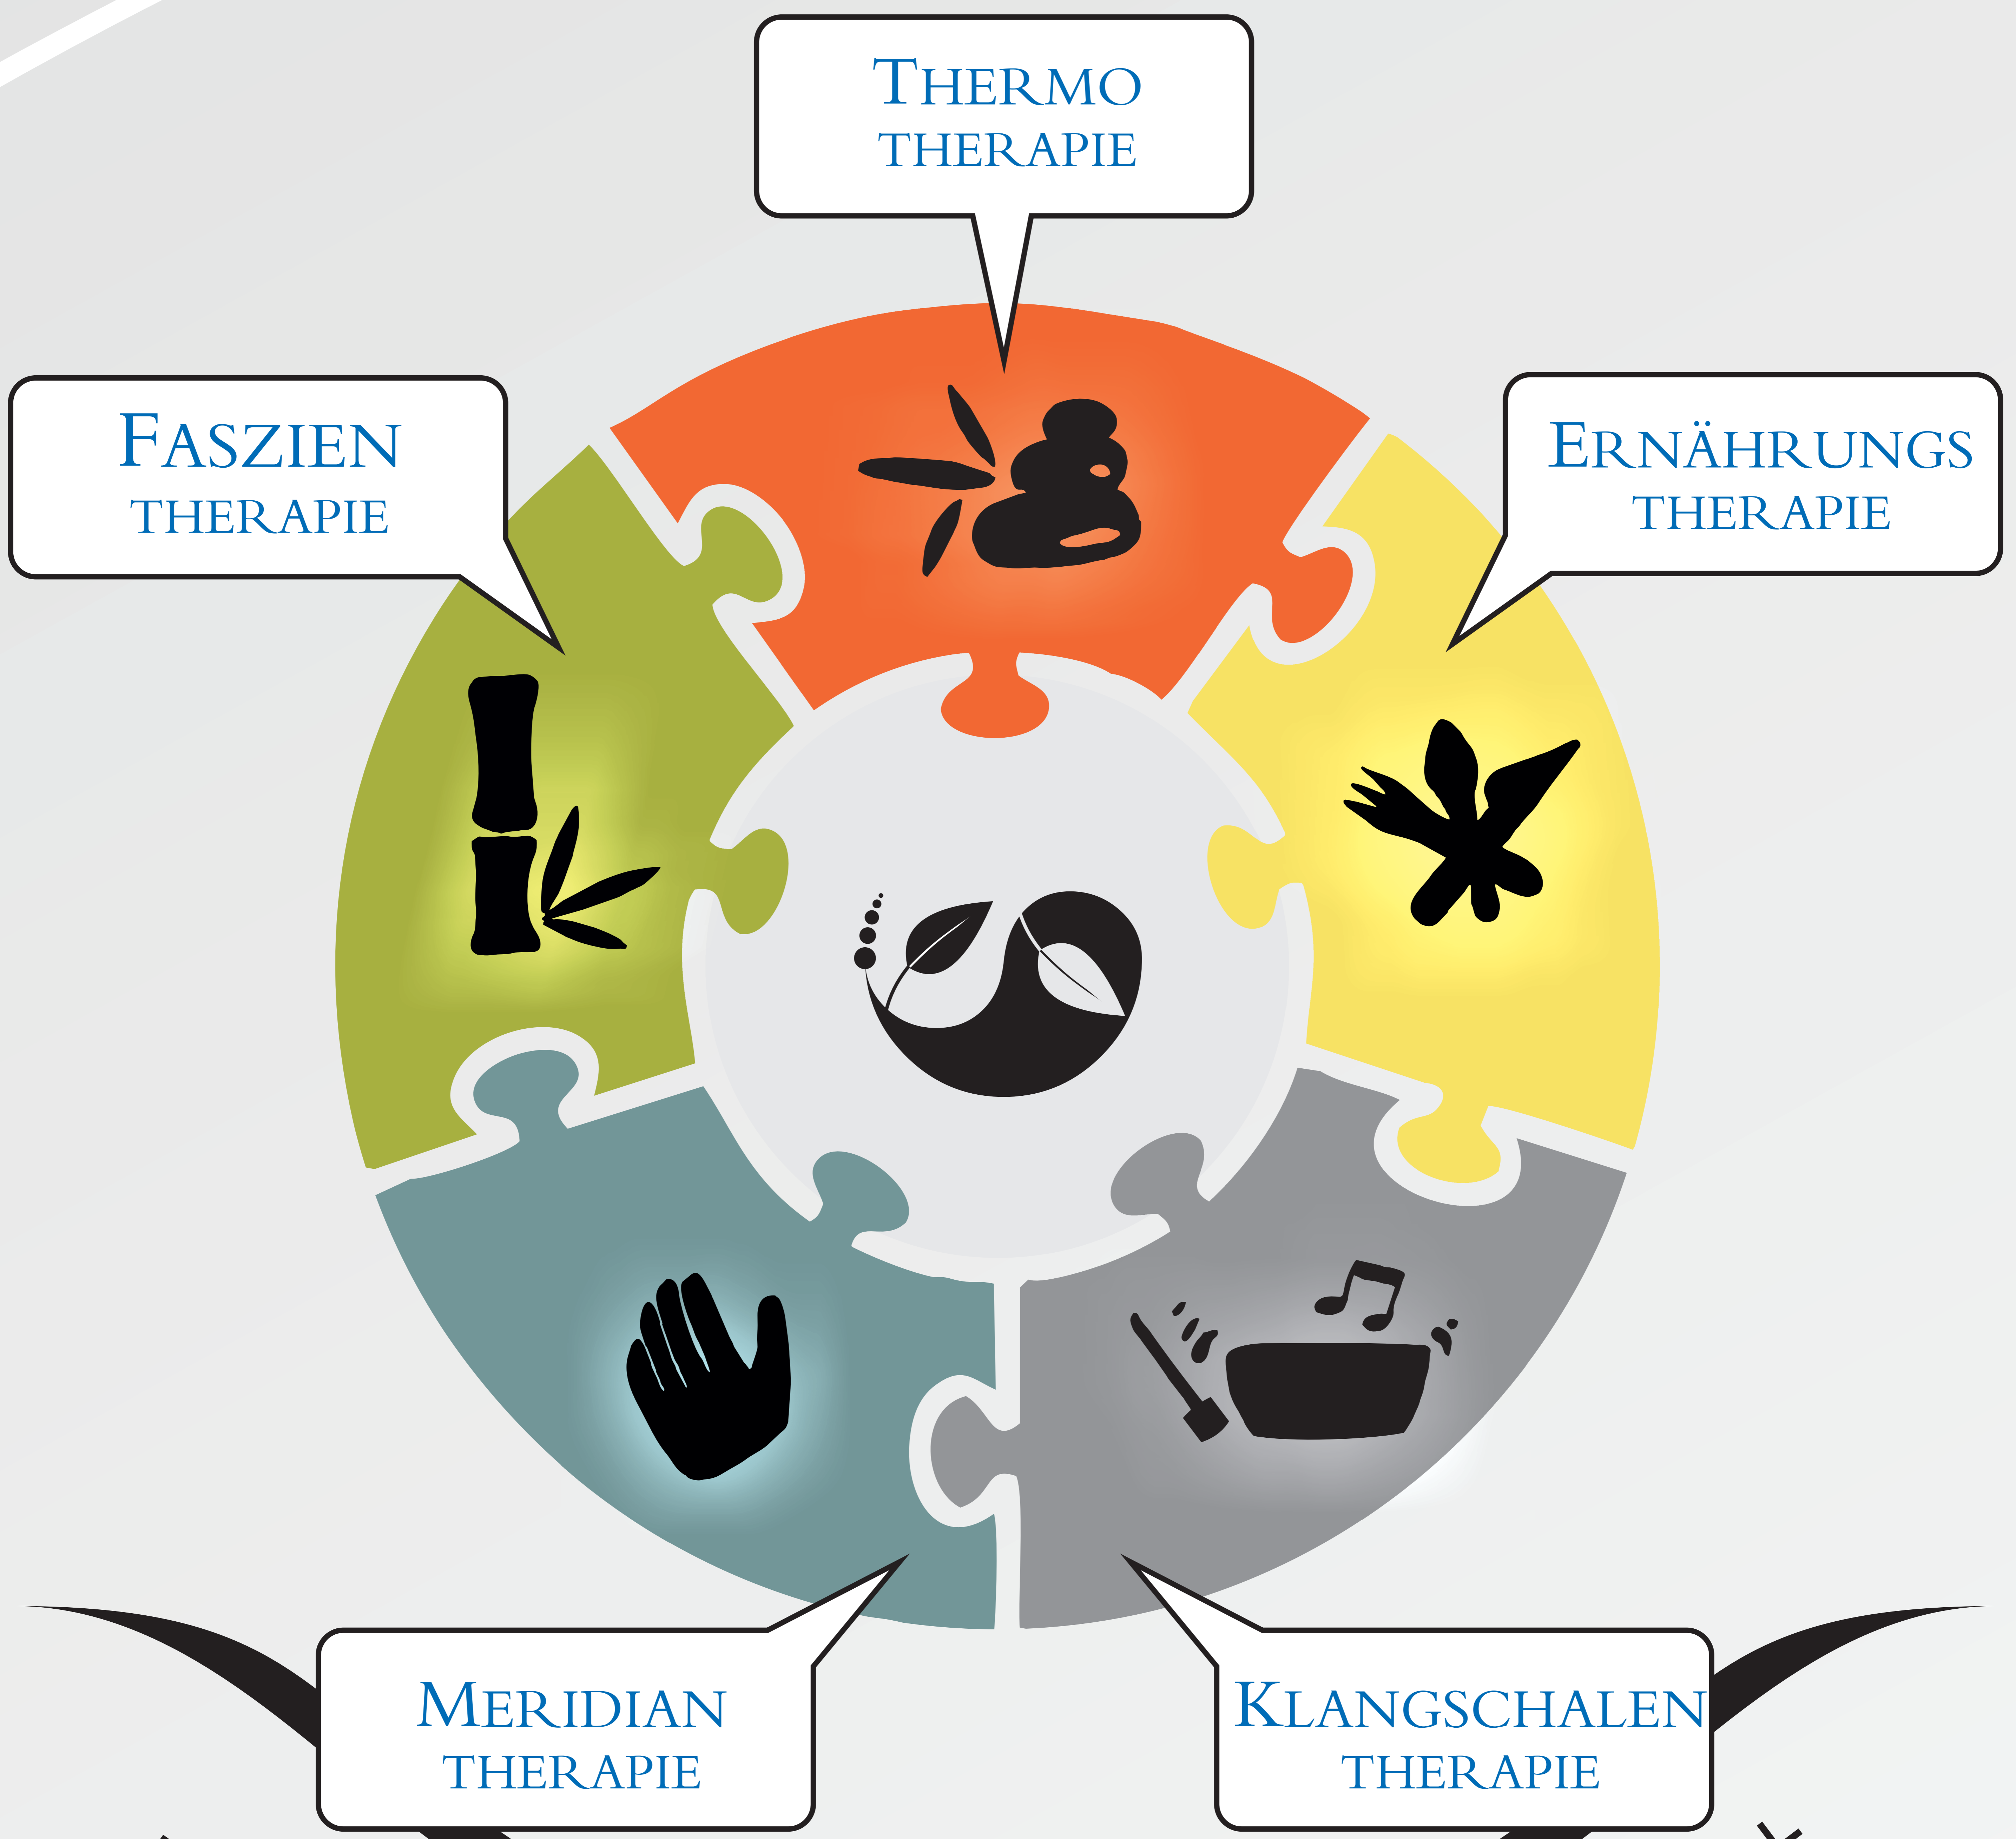 Thermo
therapie
Faszien
therapie
Ernährungs
therapie
Meridian
therapie
Klangschalen
therapie